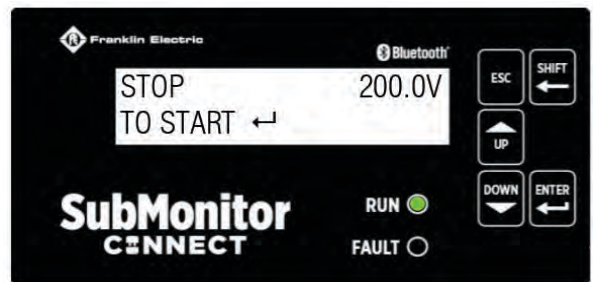 Franklin Electric
Bluetooth®
ESC
SHIFT
STOP 200.0V
TO START ↵
UP
DOWN
ENTER
SubMonitor
CONNECT
RUN
FAULT